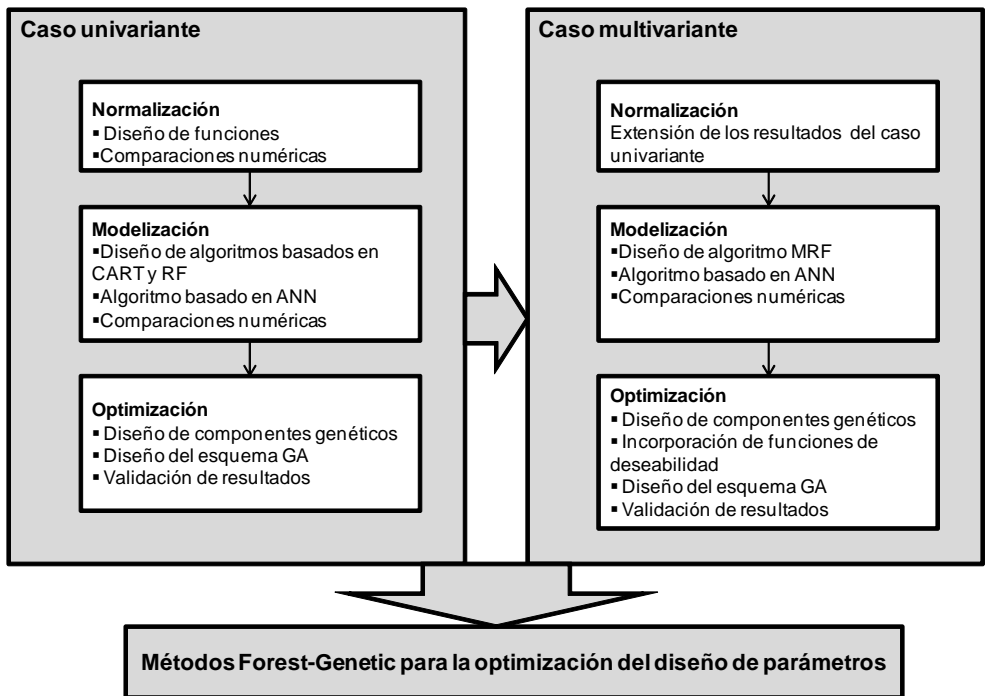 Caso univariante
Normalización
▪ Diseño de funciones
▪Comparaciones numéricas
Modelización
▪Diseño de algoritmos basados en
CART y RF
▪Algoritmo basado en ANN
▪Comparaciones numéricas
Optimización
▪ Diseño de componentes genéticos
▪ Diseño del esquema GA
▪ Validación de resultados
Caso multivariante
Normalización
Extensión de los resultados del caso
univariante
Modelización
▪Diseño de algoritmo MRF
▪Algoritmo basado en ANN
▪Comparaciones numéricas
Optimización
▪ Diseño de componentes genéticos
▪ Incorporación de funciones de
deseabilidad
▪ Diseño del esquema GA
▪ Validación de resultados
Métodos Forest-Genetic para la optimización del diseño de parámetros